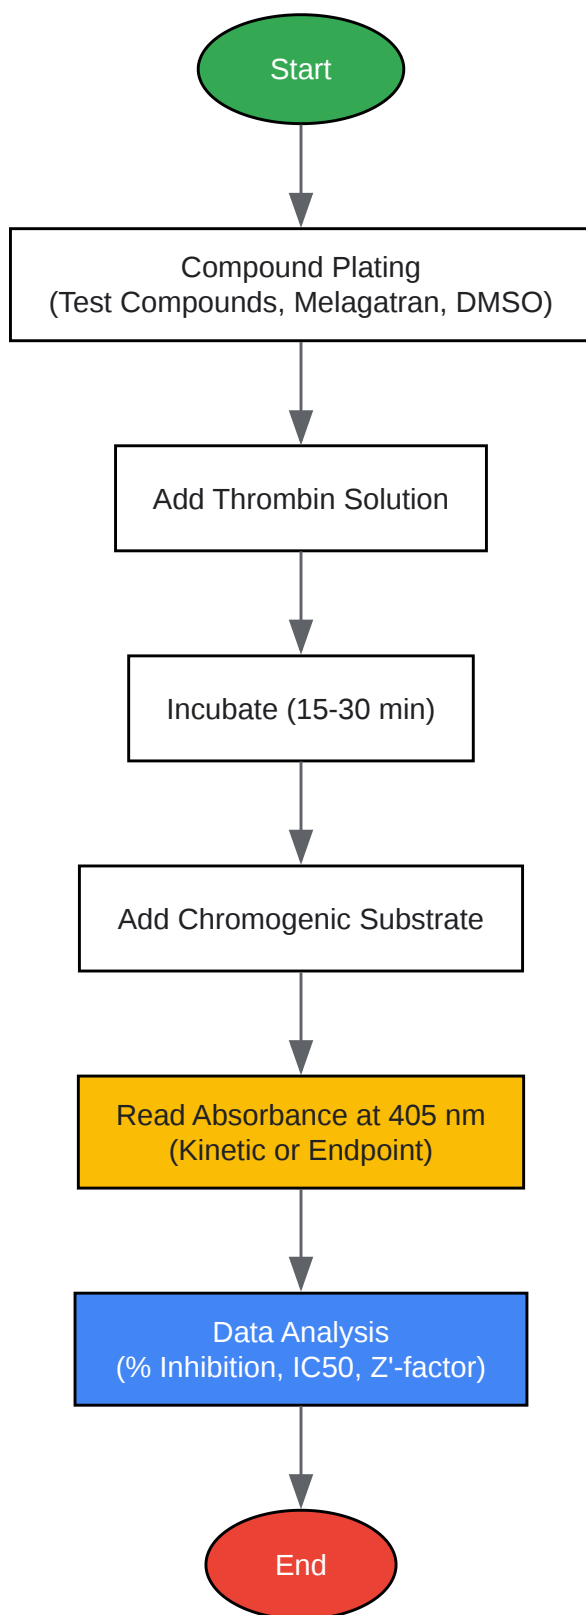 Start
Compound Plating
(Test Compounds, Melagatran, DMSO)
Add Thrombin Solution
Incubate (15-30 min)
Add Chromogenic Substrate
Read Absorbance at 405 nm
(Kinetic or Endpoint)
Data Analysis
(% Inhibition, IC50, Z'-factor)
End